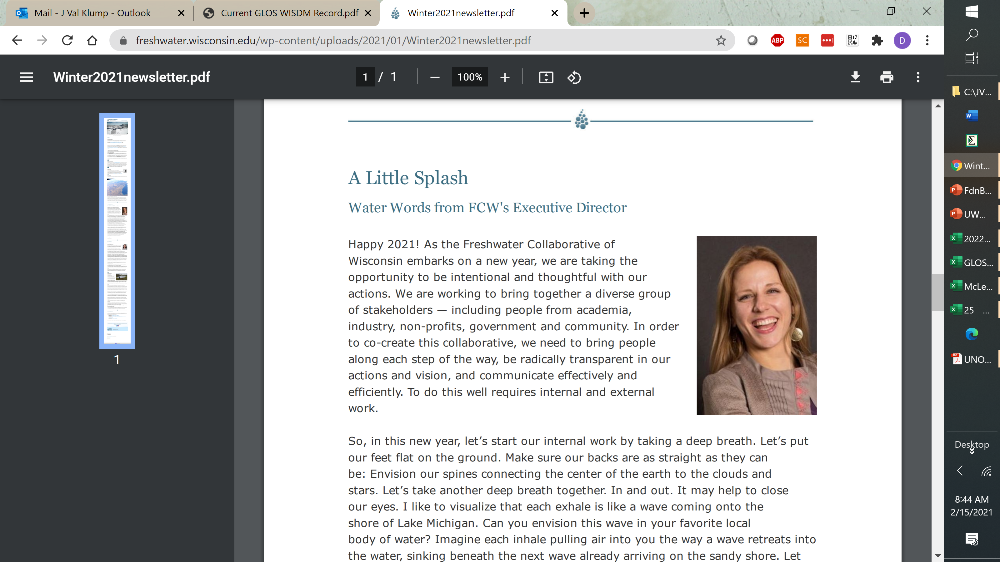 Mail - J Val Klump - Outlook
Current GLOS WISDM Record.pdf
Winter2021newsletter.pdf
freshwater.wisconsin.edu/wp-content/uploads/2021/01/Winter2021newsletter.pdf
ABP
SC
D
Winter2021newsletter.pdf
1 / 1
100%
1
A Little Splash
Water Words from FCW's Executive Director
Happy 2021! As the Freshwater Collaborative of
Wisconsin embarks on a new year, we are taking the
opportunity to be intentional and thoughtful with our
actions. We are working to bring together a diverse group
of stakeholders — including people from academia,
industry, non-profits, government and community. In order
to co-create this collaborative, we need to bring people
along each step of the way, be radically transparent in our
actions and vision, and communicate effectively and
efficiently. To do this well requires internal and external
work.
So, in this new year, let’s start our internal work by taking a deep breath. Let’s put
our feet flat on the ground. Make sure our backs are as straight as they can
be: Envision our spines connecting the center of the earth to the clouds and
stars. Let’s take another deep breath together. In and out. It may help to close
our eyes. I like to visualize that each exhale is like a wave coming onto the
shore of Lake Michigan. Can you envision this wave in your favorite local
body of water? Imagine each inhale pulling air into you the way a wave retreats into
the water, sinking beneath the next wave already arriving on the sandy shore. Let
C:\JV...
Wint...
FdnB...
UW...
2022...
GLOS...
McLe...
25 - ...
UNO...
Desktop
8:44 AM
2/15/2021